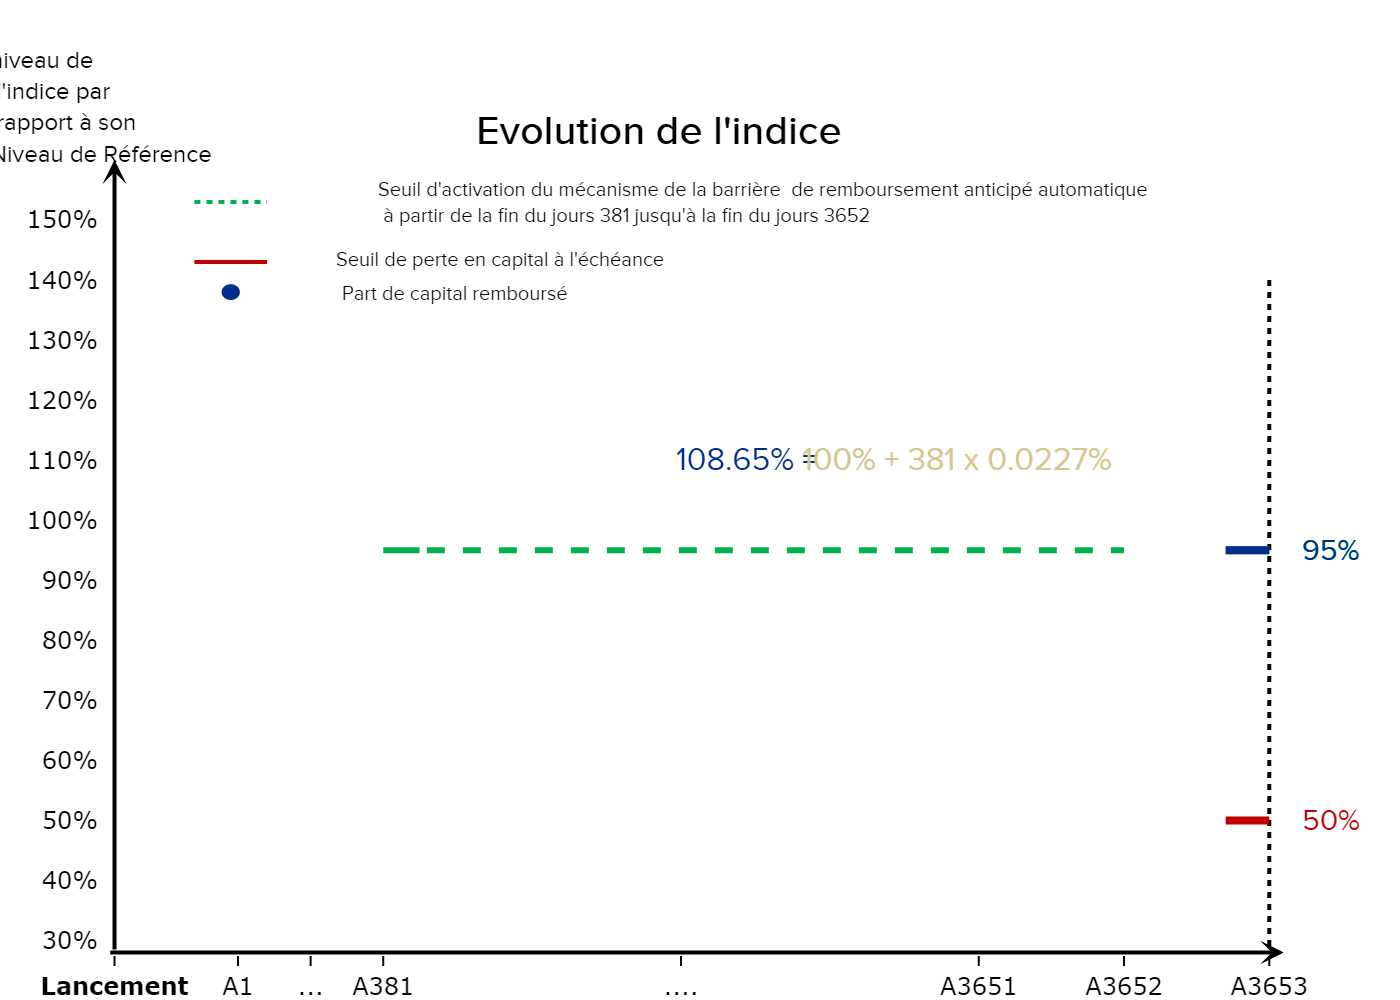 niveau de
l'indice par
rapport à son
Niveau de Référence
Evolution de l'indice
Seuil d'activation du mécanisme de la barrière  de remboursement anticipé automatique
à partir de la fin du jours 381 jusqu'à la fin du jours 3652
Seuil de perte en capital à l'échéance
Part de capital remboursé
150%
140%
130%
120%
110%
108.65% = 100% + 381 x 0.0227%
100%
95%
90%
80%
70%
60%
50%
50%
40%
30%
Lancement A1 ... A381 .... A3651 A3652 A3653